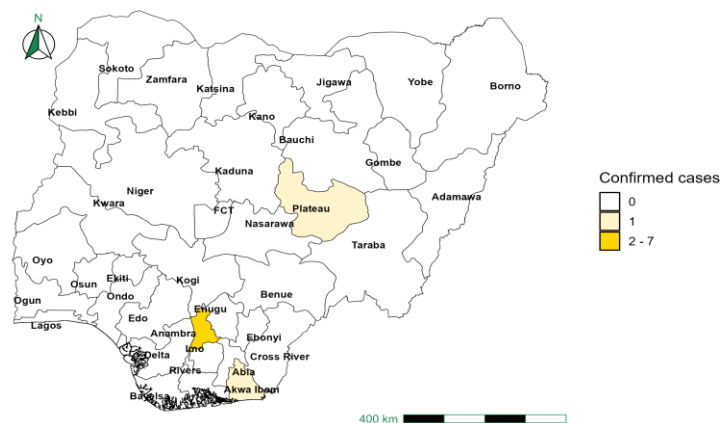 N
Sokoto
Zamfara
Katsina
Jigawa
Yobe
Borno
Kebbi
Kano
Bauchi
Gombe
Kaduna
Adamawa
Niger
Kwara
FCT
Plateau
Nasarawa
Taraba
Oyo
Osun
Ekiti
Kogi
Benue
Ogun
Ondo
Lagos
Edo
Enugu
Anambra
Ebonyi
Imo
Delta
Cross River
Rivers
Abia
Bayelsa
Akwa Ibom
Confirmed cases
0
1
2 - 7
400 km